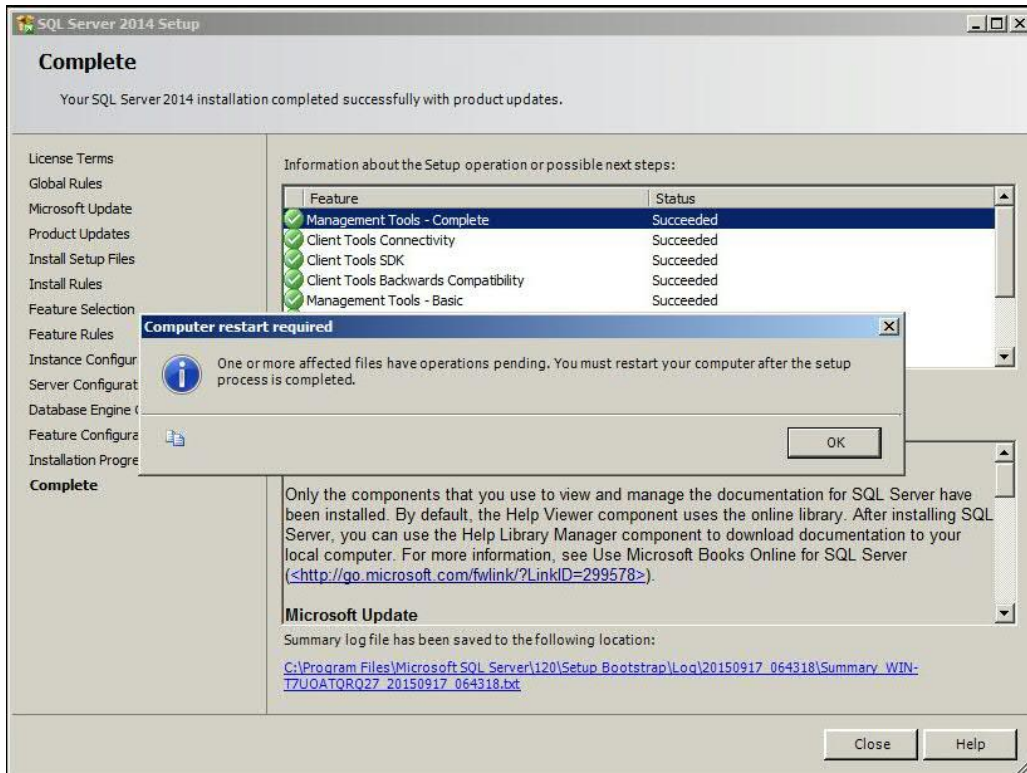 SQL Server 2014 Setup
Complete
Your SQL Server 2014 installation completed successfully with product updates.
License Terms
Global Rules
Microsoft Update
Product Updates
Install Setup Files
Install Rules
Feature Selection
Feature Rules
Instance Configur
Server Configurat
Database Engine
Feature Configura
Installation Progre
Complete
Information about the Setup operation or possible next steps:
Feature Status
Management Tools - Complete Succeeded
Client Tools Connectivity Succeeded
Client Tools SDK Succeeded
Client Tools Backwards Compatibility Succeeded
Management Tools - Basic Succeeded
Computer restart required
One or more affected files have operations pending. You must restart your computer after the setup
process is completed.
OK
Only the components that you use to view and manage the documentation for SQL Server have
been installed. By default, the Help Viewer component uses the online library. After installing SQL
Server, you can use the Help Library Manager component to download documentation to your
local computer. For more information, see Use Microsoft Books Online for SQL Server
(<http://go.microsoft.com/fwlink/?LinkID=299578>).
Microsoft Update
Summary log file has been saved to the following location:
C:\Program Files\Microsoft SQL Server\120\Setup Bootstrap\Log\20150917_064318\Summary_WIN-
T7UOATQRQ27_20150917_064318.txt
Close Help